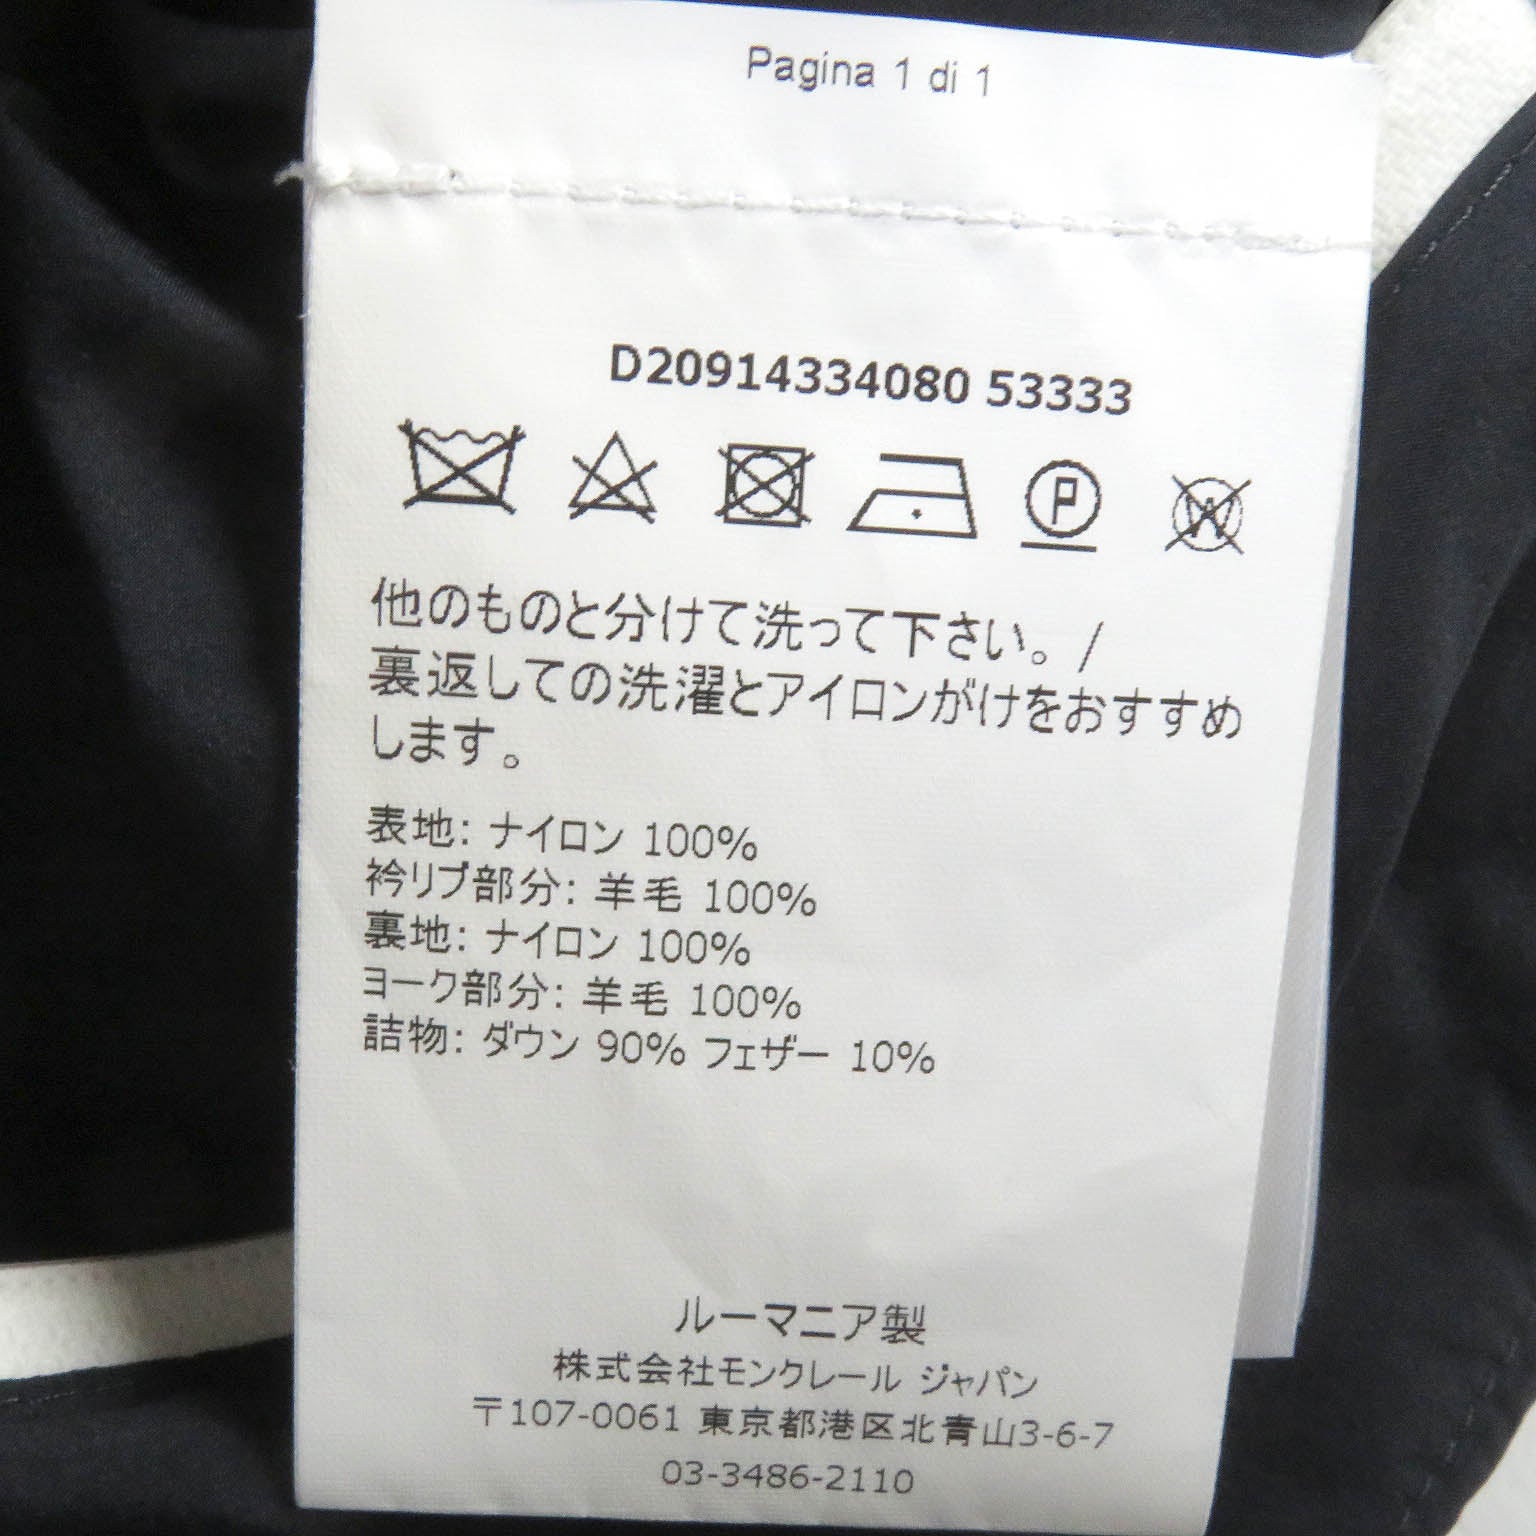 Pagina 1 di 1
D20914334080 53333
他のものと分けて洗って下さい。/
裏返しての洗濯とアイロンがけをおすすめ
します。
表地: ナイロン 100%
衿リブ部分: 羊毛 100%
裏地: ナイロン 100%
ヨーク部分: 羊毛 100%
詰物: ダウン 90% フェザー 10%
ルーマニア製
株式会社モンクレール ジャパン
〒107-0061 東京都港区北青山3-6-7
03-3486-2110